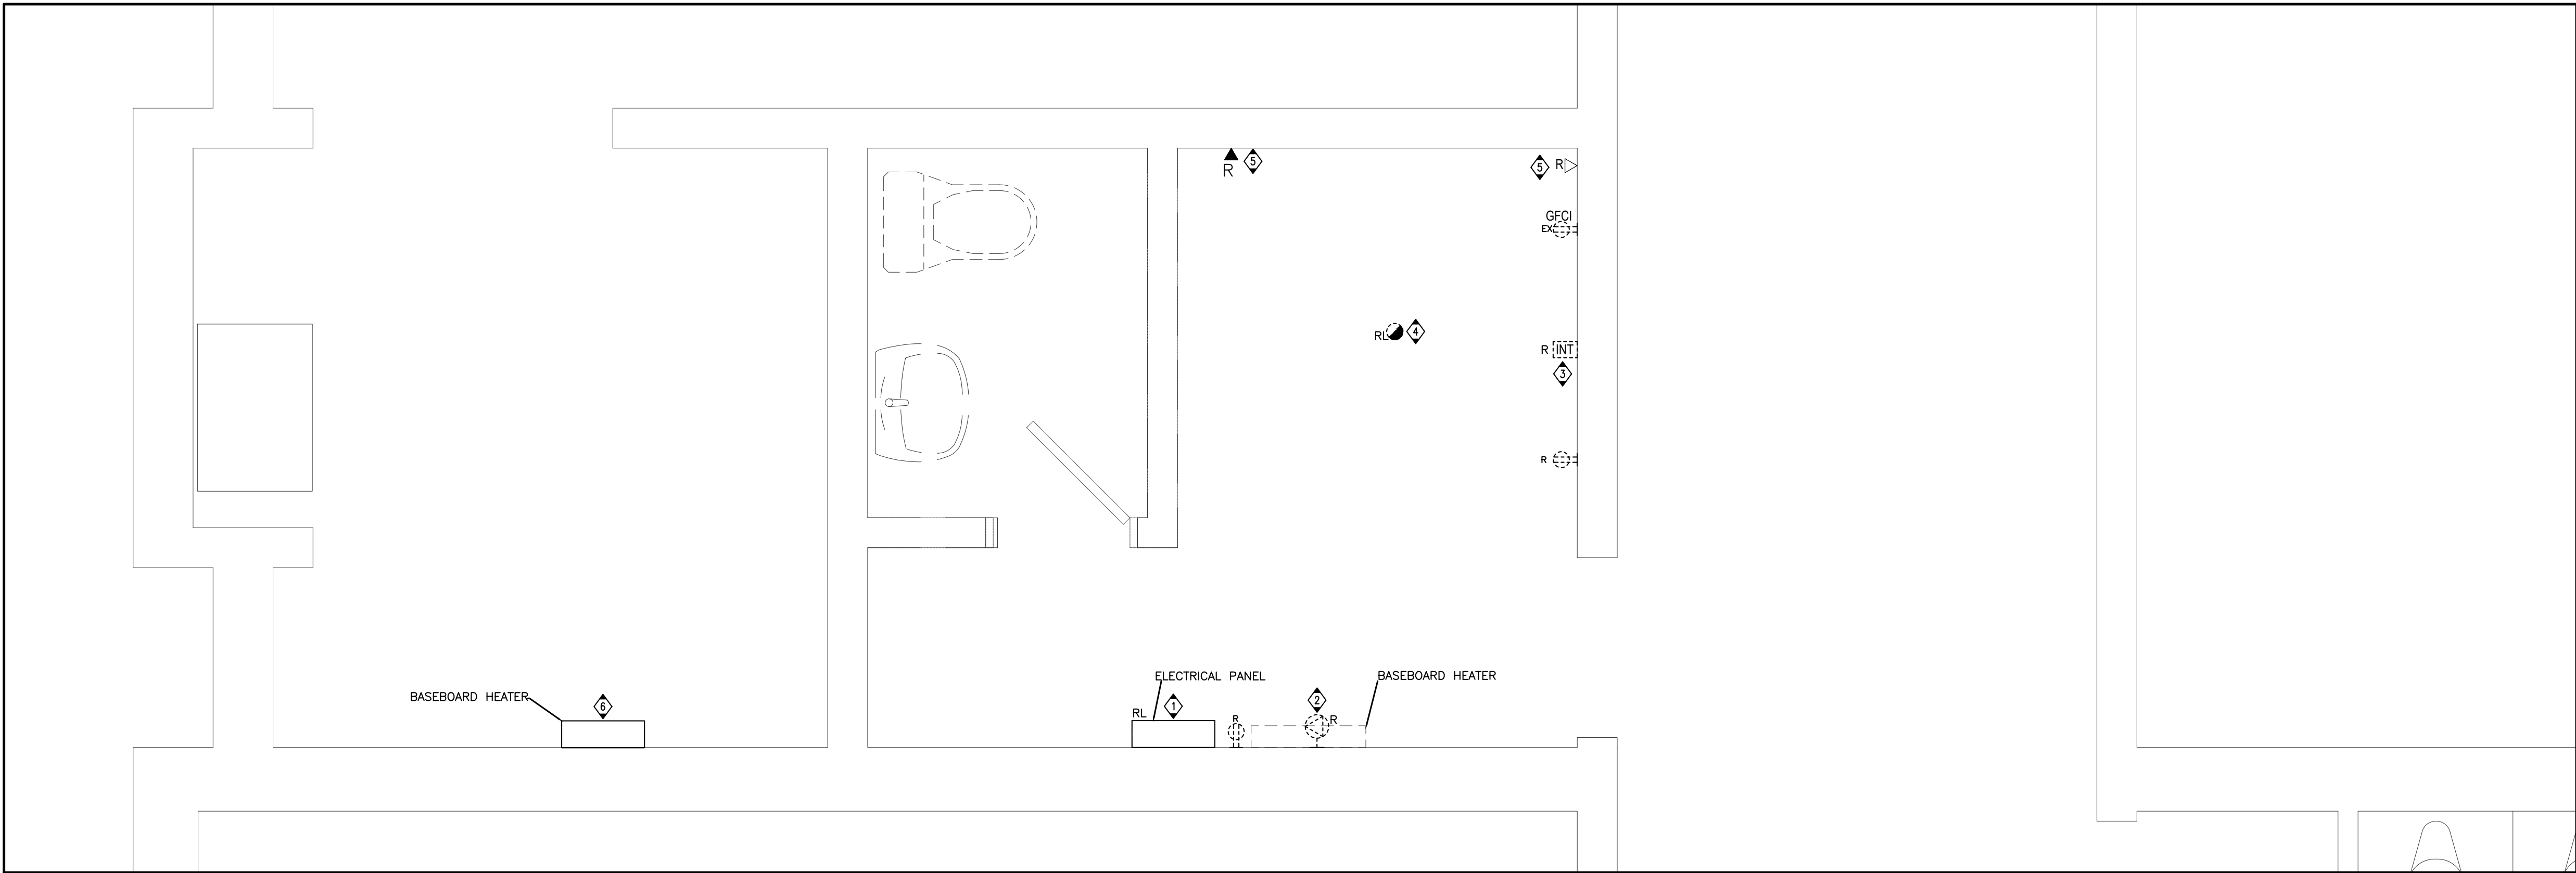 R
5
5
R
GFCI
EX
RL
4
R
INT
3
R
ELECTRICAL PANEL
BASEBOARD HEATER
BASEBOARD HEATER
6
RL
1
R
2
R